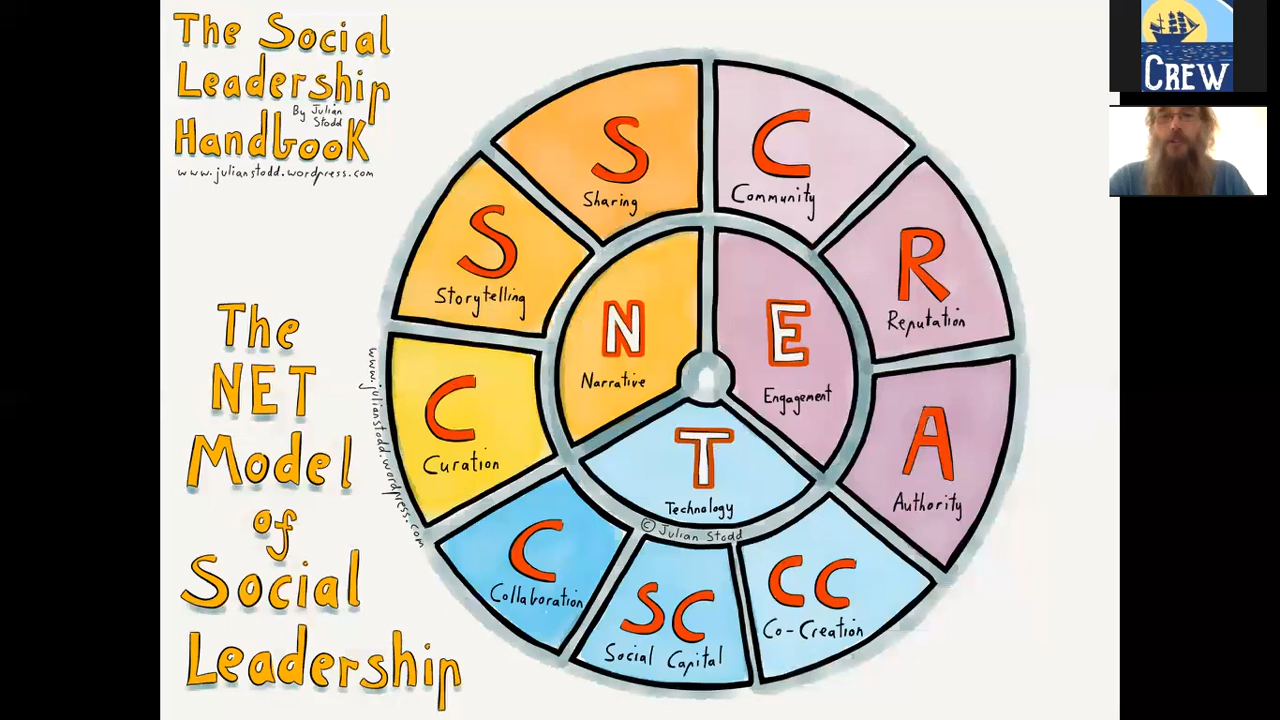 The Social
Leadership
By Julian
Stodd
Handbook
www.julianstodd.wordpress.com
The
NET
Model
of
Social
Leadership
S
Sharing
C
Community
S
Storytelling
R
Reputation
N
Narrative
E
Engagement
C
Curation
A
Authority
T
Technology
© Julian Stodd
C
Collaboration
SC
Social Capital
CC
Co-Creation
www.julianstodd.wordpress.com
CREW